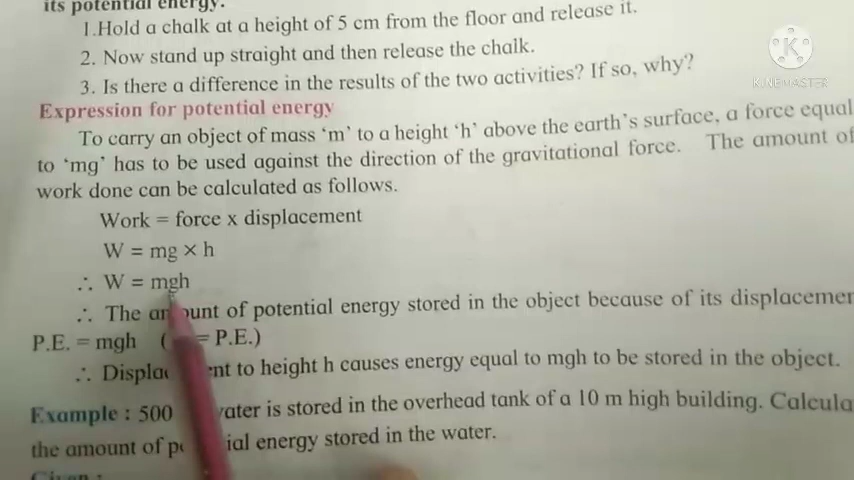 its potential energy.
1.Hold a chalk at a height of 5 cm from the floor and release it.
2. Now stand up straight and then release the chalk.
3. Is there a difference in the results of the two activities? If so, why?
Expression for potential energy
To carry an object of mass ‘m’ to a height ‘h’ above the earth’s surface, a force equal
to ‘mg’ has to be used against the direction of the gravitational force. The amount of
work done can be calculated as follows.
Work = force x displacement
W = mg × h
∴ W = mgh
∴ The amount of potential energy stored in the object because of its displacemen
P.E. = mgh ( = P.E.)
∴ Displacement to height h causes energy equal to mgh to be stored in the object.
Example : 500 water is stored in the overhead tank of a 10 m high building. Calcula
the amount of potential energy stored in the water.
Given :
KINEMASTER